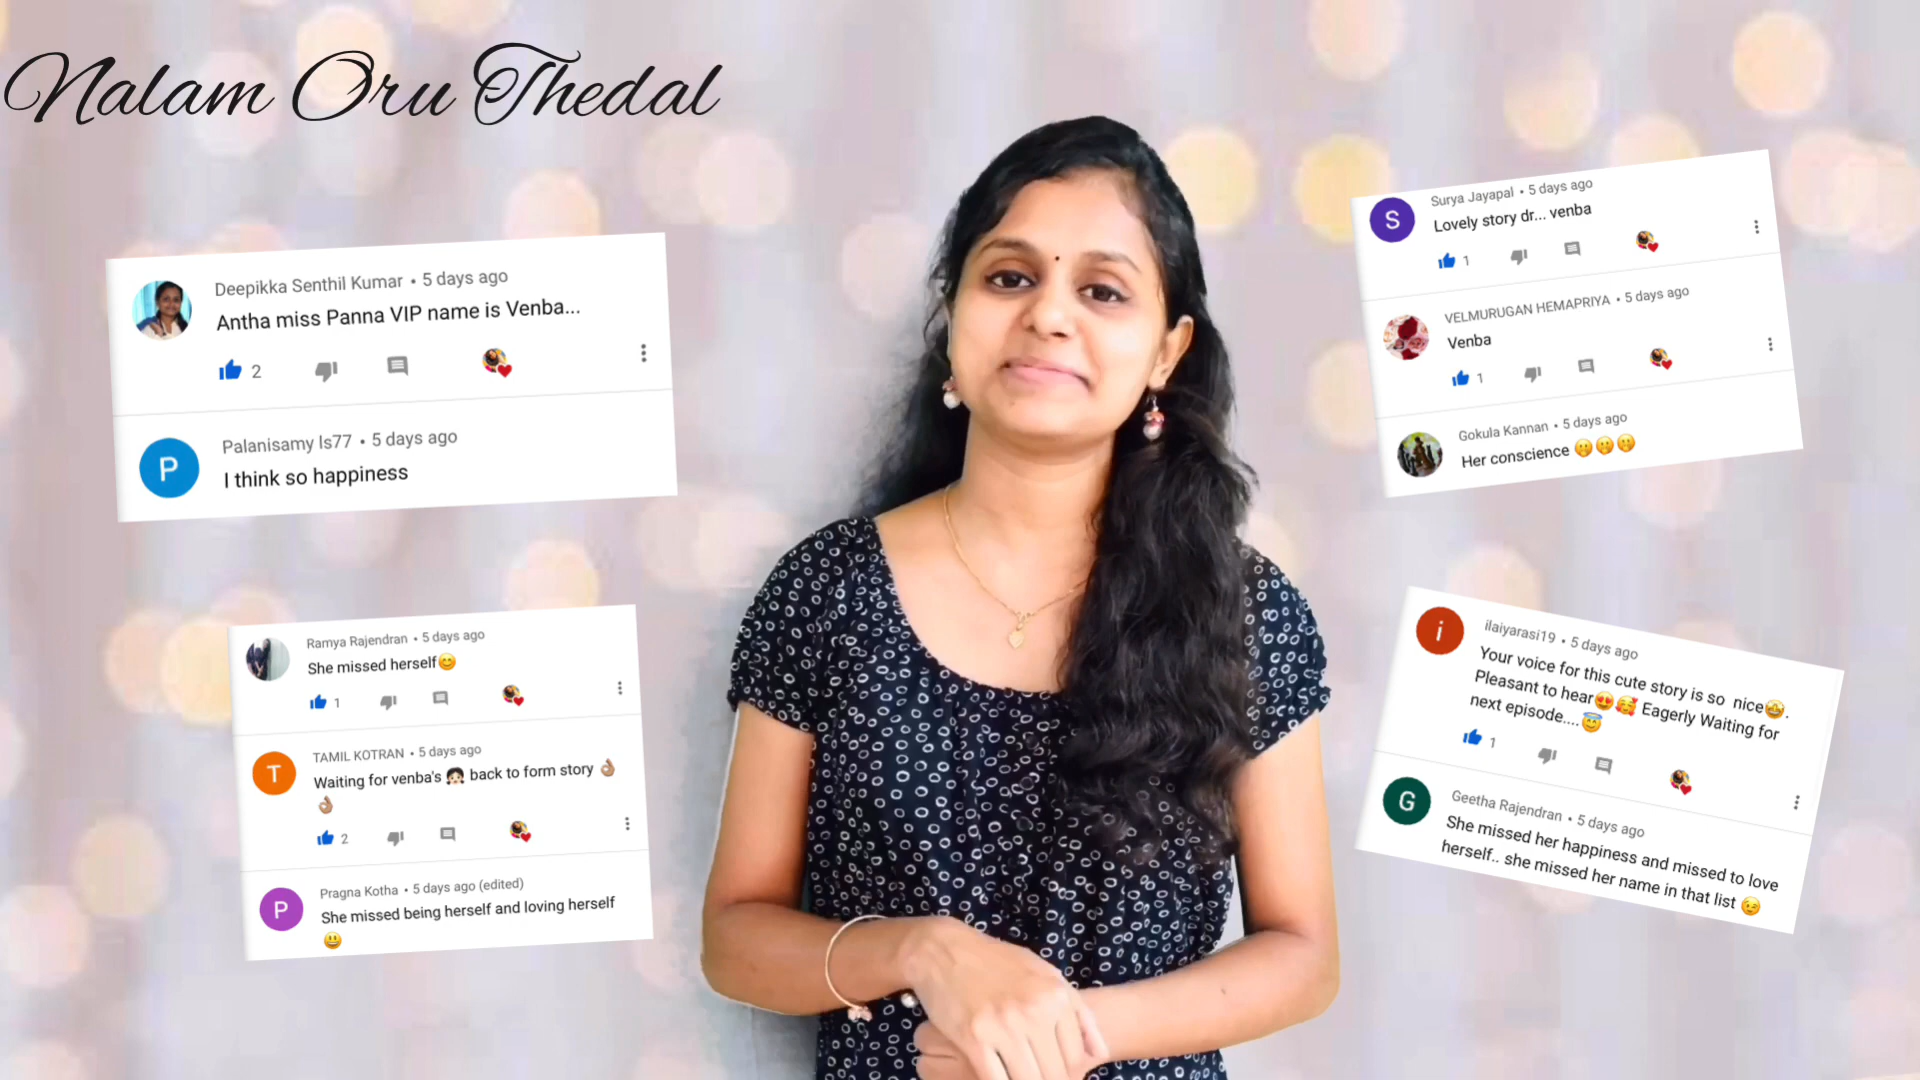 Nalam Oru Thedal
Deepikka Senthil Kumar • 5 days ago
Antha miss Panna VIP name is Venba...
2
P
Palanisamy ls77 • 5 days ago
I think so happiness
Ramya Rajendran • 5 days ago
She missed herself😊
1
T
TAMIL KOTRAN • 5 days ago
Waiting for venba's 👧🏻 back to form story 👌🏽
👌🏽
2
P
Pragna Kotha • 5 days ago (edited)
She missed being herself and loving herself
😃
S
Surya Jayapal • 5 days ago
Lovely story dr... venba
1
VELMURUGAN HEMAPRIYA • 5 days ago
Venba
1
Gokula Kannan • 5 days ago
Her conscience 🤭🤭🤭
i
ilaiyarasi19 • 5 days ago
Your voice for this cute story is so nice🤩.
Pleasant to hear😍🥰 Eagerly Waiting for
next episode....😇
1
G
Geetha Rajendran • 5 days ago
She missed her happiness and missed to love
herself.. she missed her name in that list 😉